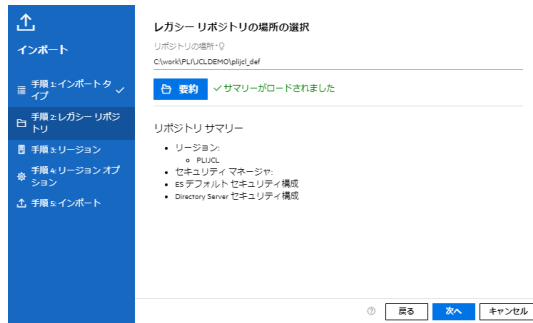 インポート
手順 1: インポート タ
イプ
手順 2: レガシー リポジ
トリ
手順 3: リージョン
手順 4: リージョン オプ
ション
手順 5: インポート
レガシー リポジトリの場所の選択
リポジトリの場所*
C:\work\PLI\JCLDEMO\plijcl_def
要約
サマリーがロードされました
リポジトリ サマリー
リージョン:
PLIJCL
セキュリティ マネージャ:
ES デフォルト セキュリティ構成
Directory Server セキュリティ構成
戻る
次へ
キャンセル